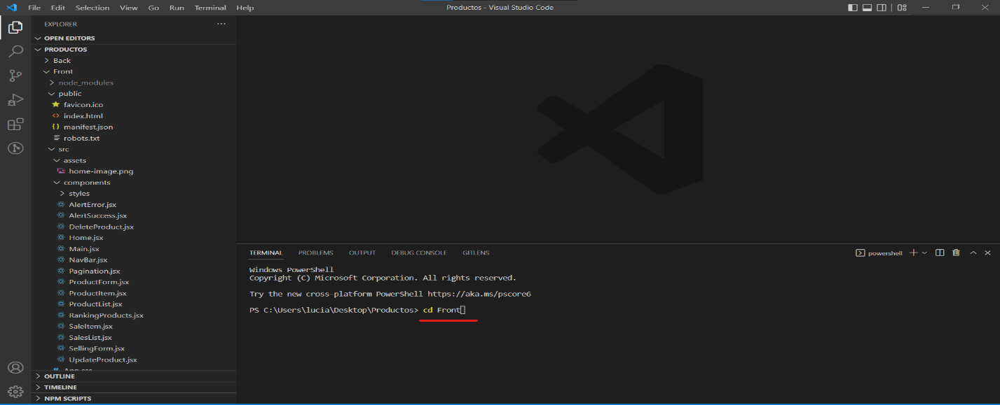 File Edit Selection View Go Run Terminal Help
Productos - Visual Studio Code
EXPLORER
OPEN EDITORS
PRODUCTOS
Back
Front
node_modules
public
favicon.ico
index.html
manifest.json
robots.txt
src
assets
home-image.png
components
styles
AlertError.jsx
AlertSuccess.jsx
DeleteProduct.jsx
Home.jsx
Main.jsx
NavBar.jsx
Pagination.jsx
ProductForm.jsx
ProductItem.jsx
ProductList.jsx
RankingProducts.jsx
SaleItem.jsx
SalesList.jsx
SellingForm.jsx
UpdateProduct.jsx
App.css
OUTLINE
TIMELINE
NPM SCRIPTS
TERMINAL PROBLEMS OUTPUT DEBUG CONSOLE GITLENS
powershell
Windows PowerShell
Copyright (C) Microsoft Corporation. All rights reserved.
Try the new cross-platform PowerShell https://aka.ms/pscore6
PS C:\Users\lucia\Desktop\Productos> cd Front